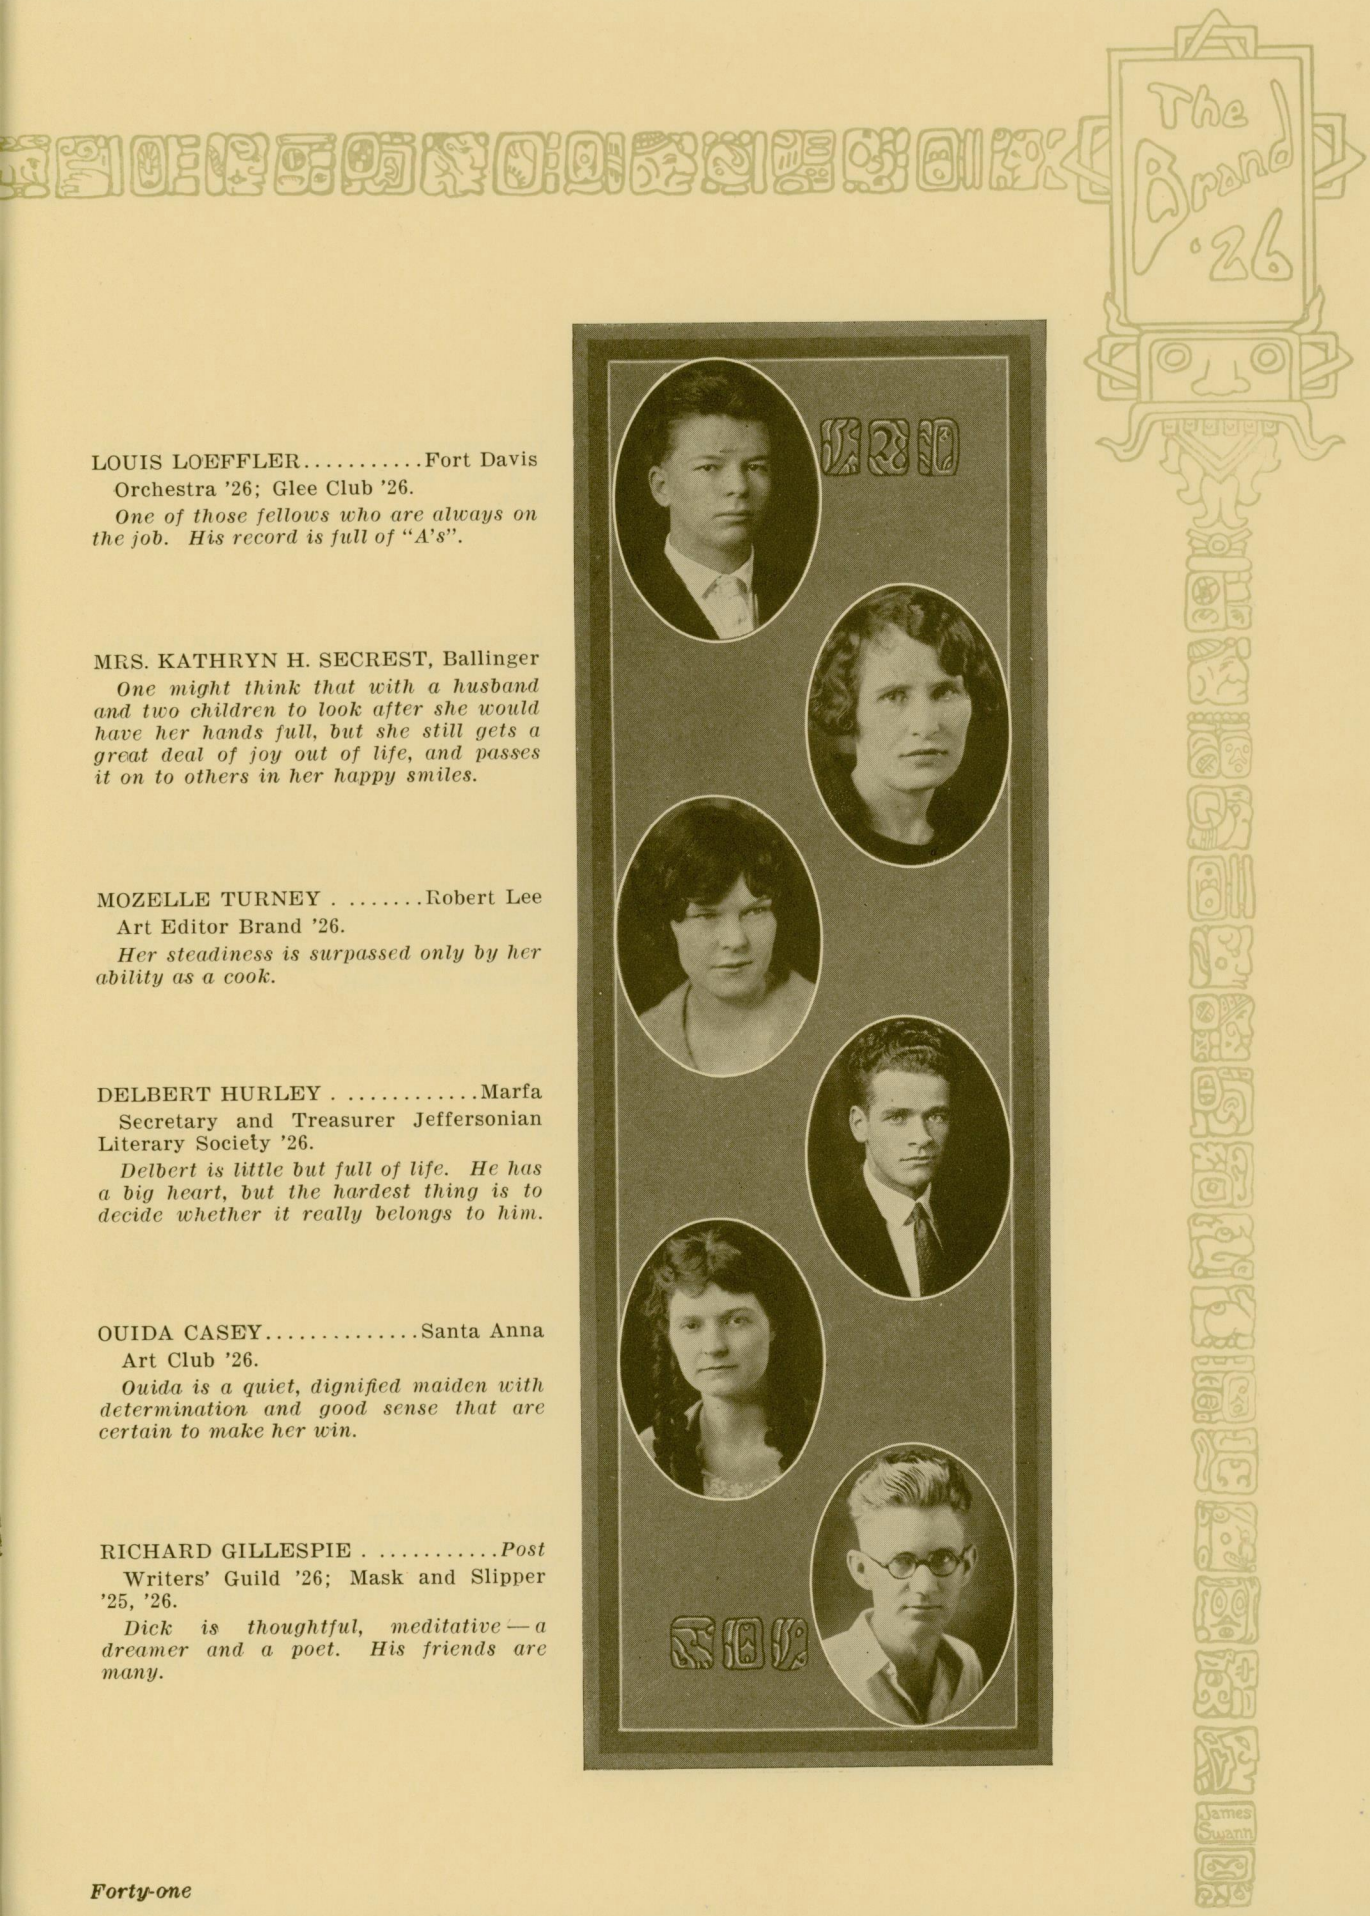 The
Brand
'26
LOUIS LOEFFLER...........Fort Davis
Orchestra '26; Glee Club '26.
One of those fellows who are always on
the job. His record is full of "A's".
MRS. KATHRYN H. SECREST, Ballinger
One might think that with a husband
and two children to look after she would
have her hands full, but she still gets a
great deal of joy out of life, and passes
it on to others in her happy smiles.
MOZELLE TURNEY . .......Robert Lee
Art Editor Brand '26.
Her steadiness is surpassed only by her
ability as a cook.
DELBERT HURLEY . ............Marfa
Secretary and Treasurer Jeffersonian
Literary Society '26.
Delbert is little but full of life. He has
a big heart, but the hardest thing is to
decide whether it really belongs to him.
OUIDA CASEY..............Santa Anna
Art Club '26.
Ouida is a quiet, dignified maiden with
determination and good sense that are
certain to make her win.
RICHARD GILLESPIE . ...........Post
Writers' Guild '26; Mask and Slipper
'25, '26.
Dick is thoughtful, meditative — a
dreamer and a poet. His friends are
many.
James
Swann
Forty-one